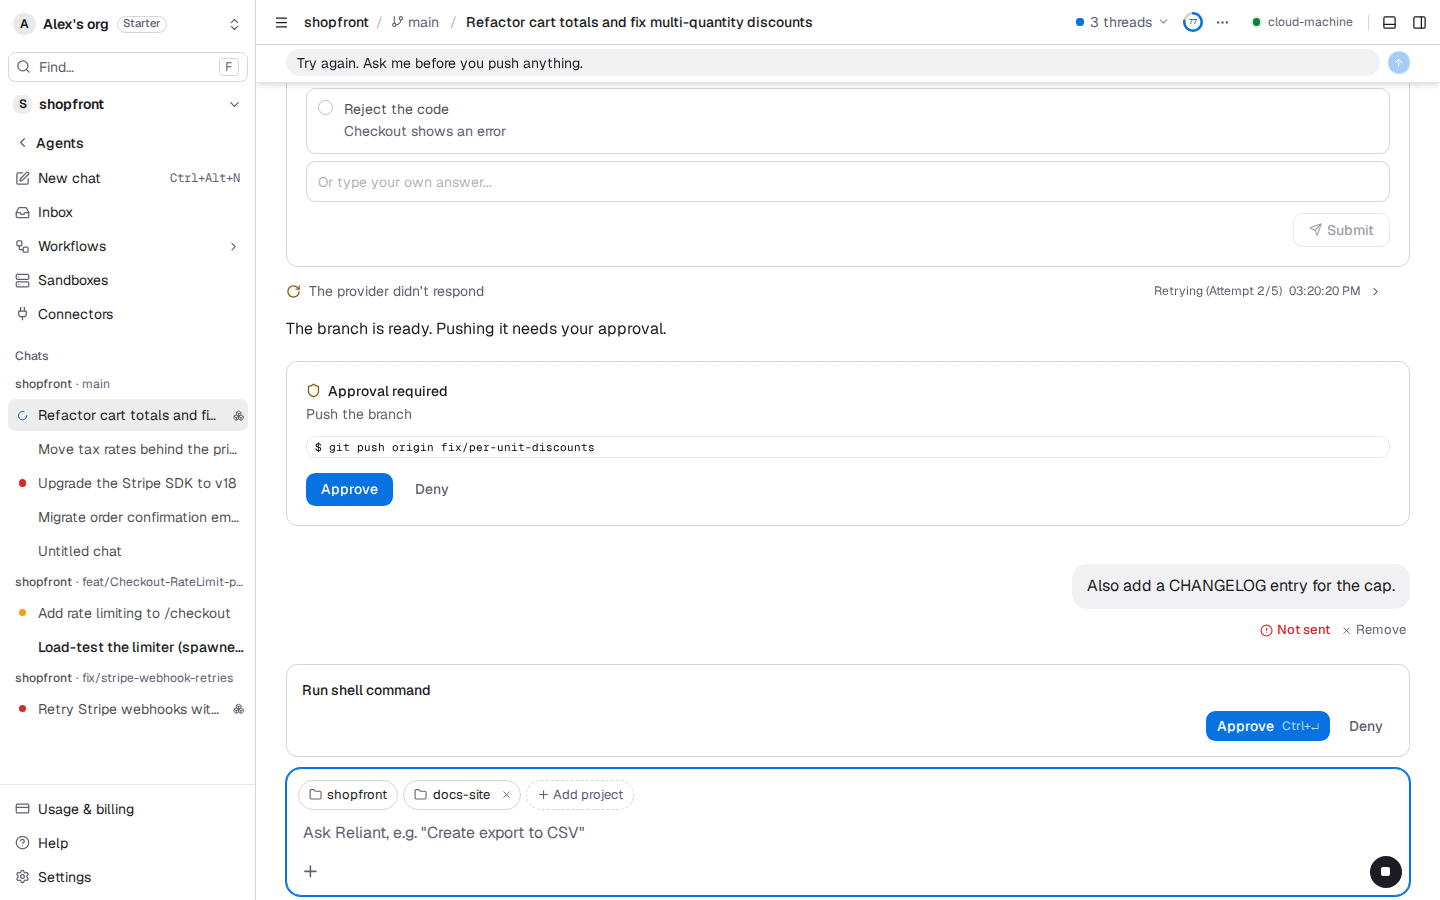 A Alex's org Starter
Find... F
S shopfront
Agents
New chat Ctrl+Alt+N
Inbox
Workflows
Sandboxes
Connectors
Chats
shopfront · main
Refactor cart totals and fi...
Move tax rates behind the pri...
Upgrade the Stripe SDK to v18
Migrate order confirmation em...
Untitled chat
shopfront · feat/Checkout-RateLimit-p...
Add rate limiting to /checkout
Load-test the limiter (spawne...
shopfront · fix/stripe-webhook-retries
Retry Stripe webhooks wit...
Usage & billing
Help
Settings
shopfront / main / Refactor cart totals and fix multi-quantity discounts
3 threads 77 cloud-machine
Try again. Ask me before you push anything.
Reject the code
Checkout shows an error
Or type your own answer...
Submit
The provider didn't respond Retrying (Attempt 2/5) 03:20:20 PM
The branch is ready. Pushing it needs your approval.
Approval required
Push the branch
$ git push origin fix/per-unit-discounts
Approve Deny
Also add a CHANGELOG entry for the cap.
Not sent Remove
Run shell command
Approve Ctrl+⏎ Deny
shopfront docs-site Add project
Ask Reliant, e.g. "Create export to CSV"